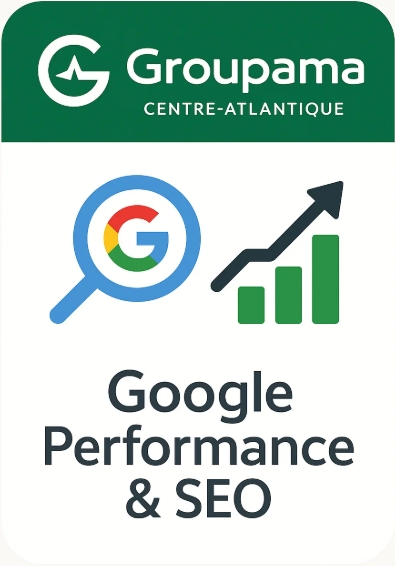 Groupama
CENTRE-ATLANTIQUE
Google
Performance
& SEO